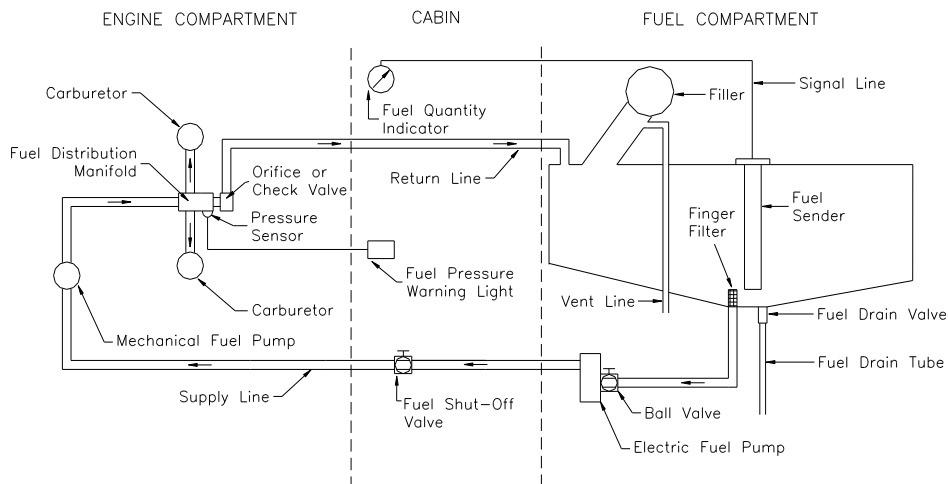 ENGINE COMPARTMENT
CABIN
FUEL COMPARTMENT
Carburetor
Fuel Quantity
Indicator
Filler
Signal Line
Fuel Distribution
Manifold
Orifice or
Check Valve
Return Line
Pressure
Sensor
Finger
Filter
Fuel
Sender
Fuel Pressure
Warning Light
Vent Line
Carburetor
Mechanical Fuel Pump
Fuel Drain Valve
Fuel Drain Tube
Supply Line
Fuel Shut-Off
Valve
Ball Valve
Electric Fuel Pump